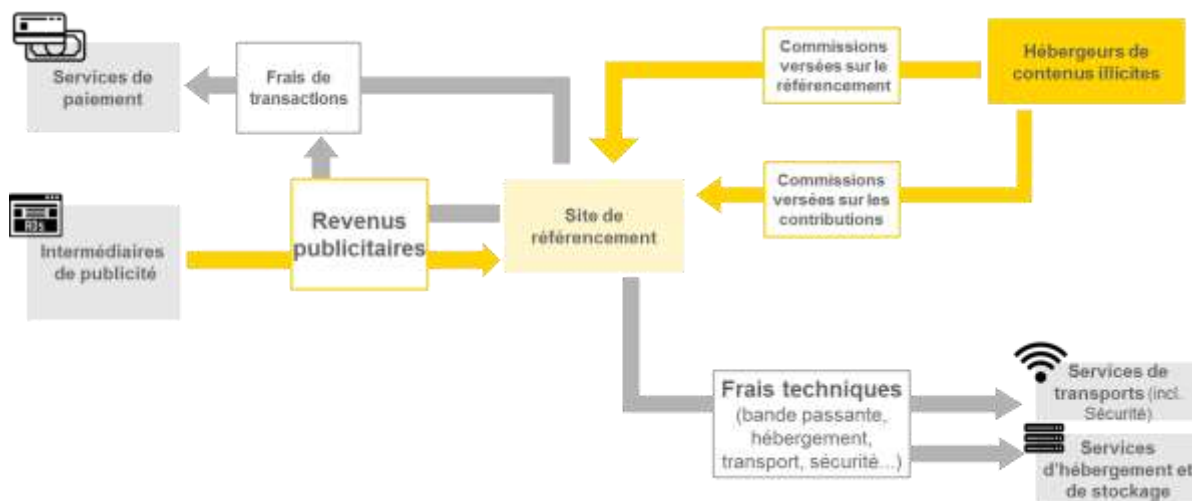 Services de
paiement
Frais de
transactions
Commissions
versées sur le
référencement
Hébergeurs de
contenus illicites
ADS
Intermédiaires
de publicité
Revenus
publicitaires
Site de
référencement
Commissions
versées sur les
contributions
Frais techniques
(bande passante,
hébergement,
transport, sécurité...)
Services de
transports (incl.
Sécurité)
Services
d'hébergement et
de stockage